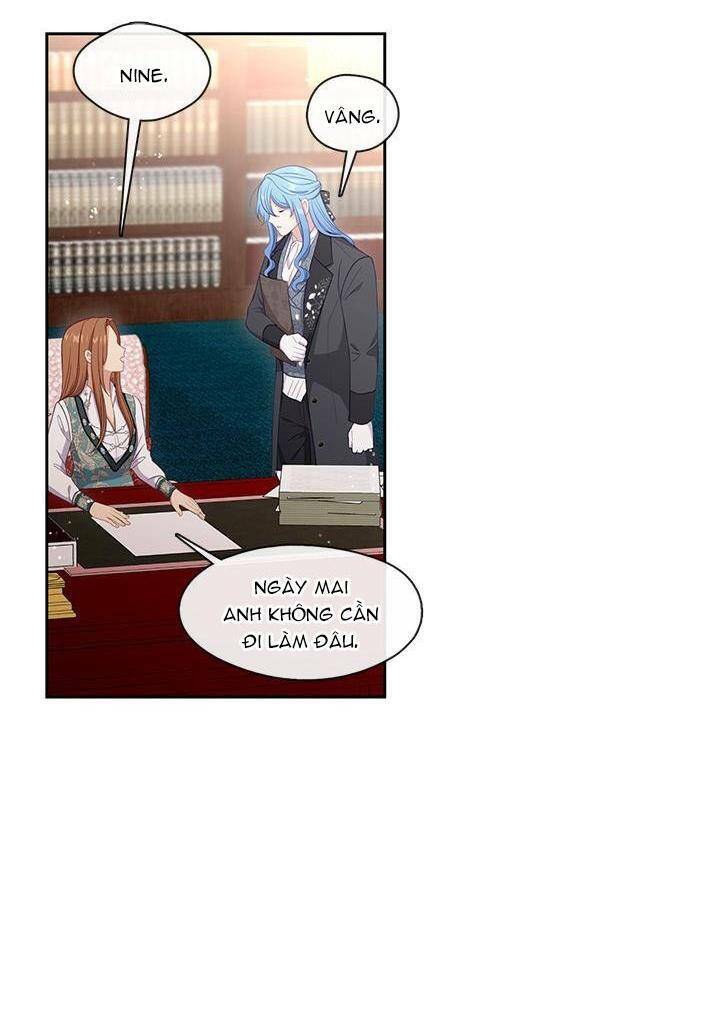 NINE.
VÂNG.
NGÀY MAI
ANH KHÔNG CẦN
ĐI LÀM ĐÂU.